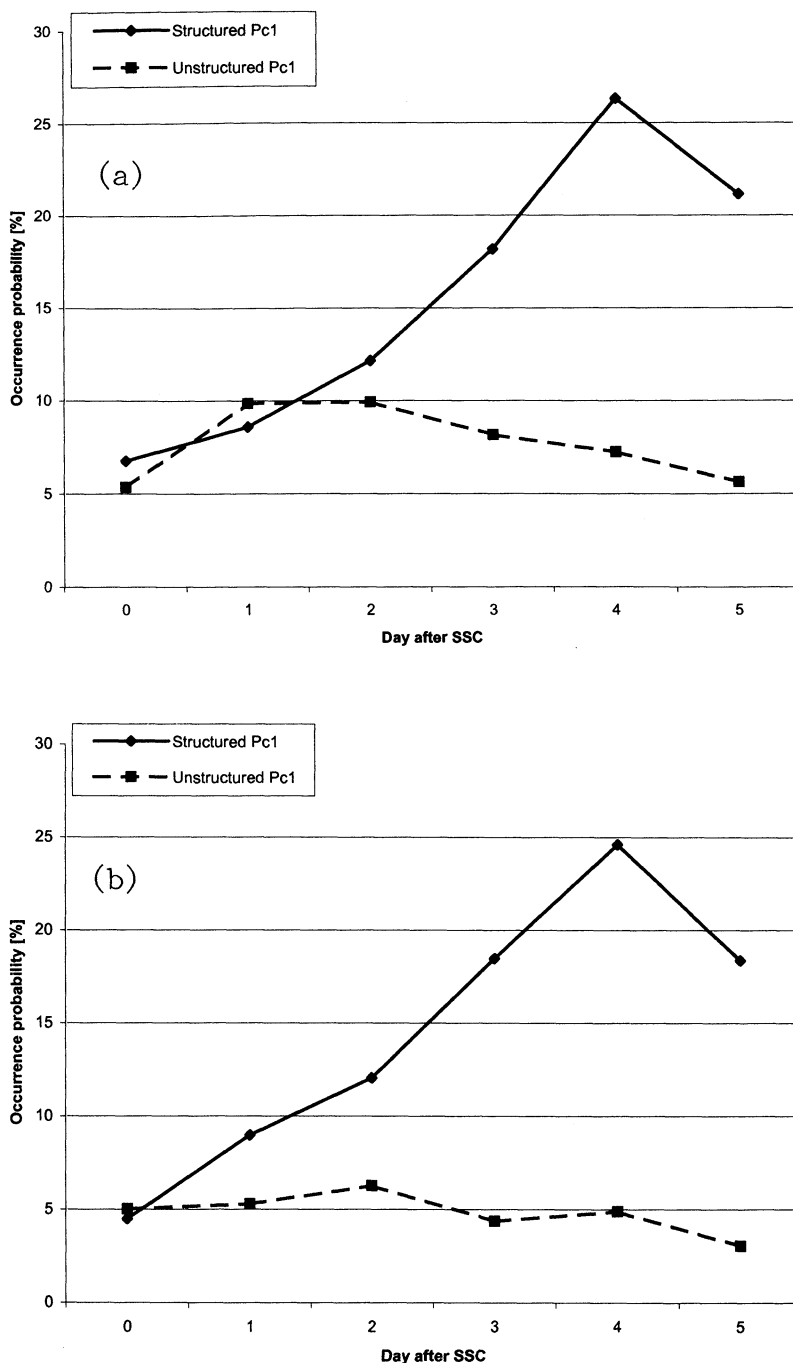 Structured Pc1
Unstructured Pc1
30
25
20
15
10
5
0
(a)
Occurrence probability [%]
0 1 2 3 4 5
Day after SSC
Structured Pc1
Unstructured Pc1
30
25
20
15
10
5
0
(b)
Occurrence probability [%]
0 1 2 3 4 5
Day after SSC